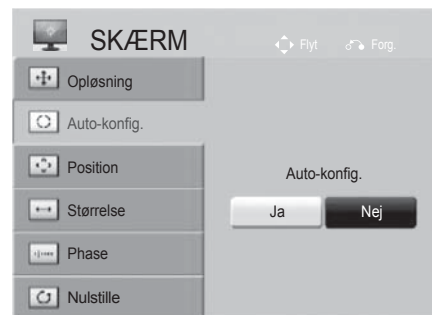 SKÆRM
Flyt
Forg.
Opløsning
Auto-konfig.
Position
Størrelse
Phase
Nulstille
Auto-konfig.
Ja
Nej